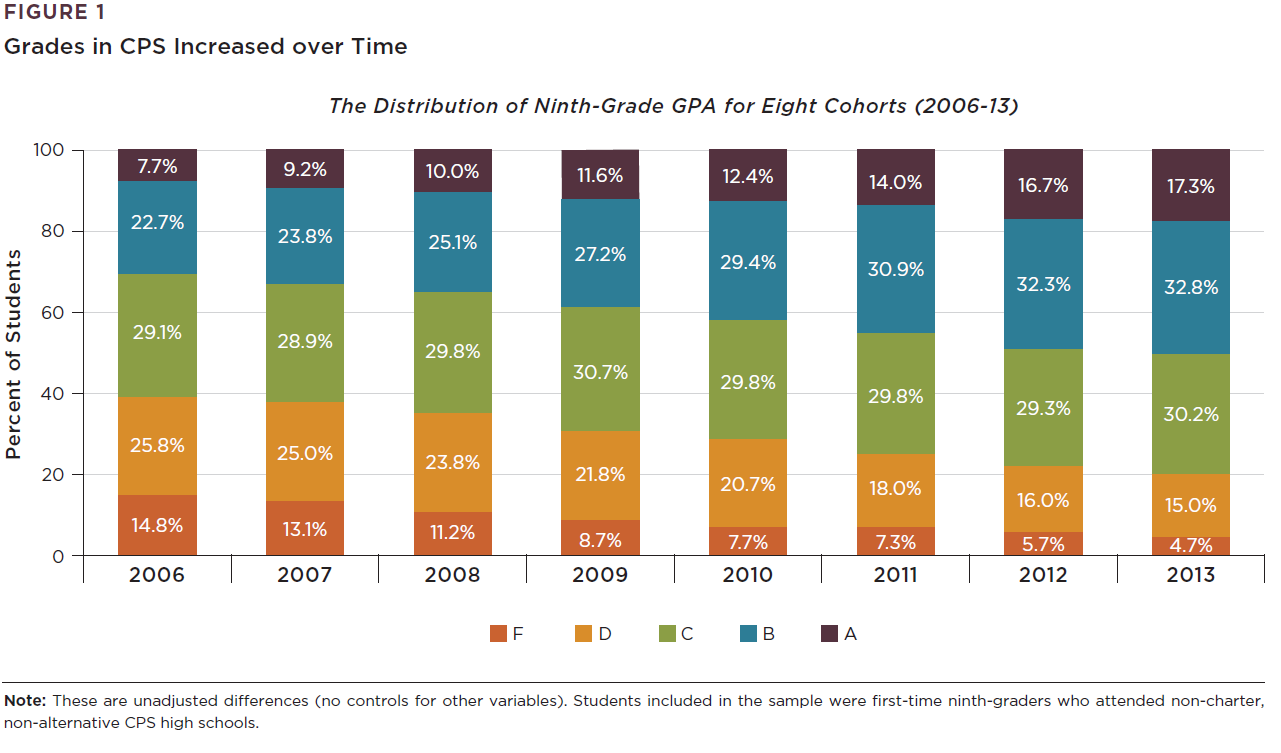 FIGURE 1
Grades in CPS Increased over Time
The Distribution of Ninth-Grade GPA for Eight Cohorts (2006-13)
Percent of Students
100
80
60
40
20
0
7.7% 9.2% 10.0% 11.6% 12.4% 14.0% 16.7% 17.3%
22.7% 23.8% 25.1% 27.2% 29.4% 30.9% 32.3% 32.8%
29.1% 28.9% 29.8% 30.7% 29.8% 29.8% 29.3% 30.2%
25.8% 25.0% 23.8% 21.8% 20.7% 18.0% 16.0% 15.0%
14.8% 13.1% 11.2% 8.7% 7.7% 7.3% 5.7% 4.7%
2006 2007 2008 2009 2010 2011 2012 2013
F D C B A
Note: These are unadjusted differences (no controls for other variables). Students included in the sample were first-time ninth-graders who attended non-charter,
non-alternative CPS high schools.